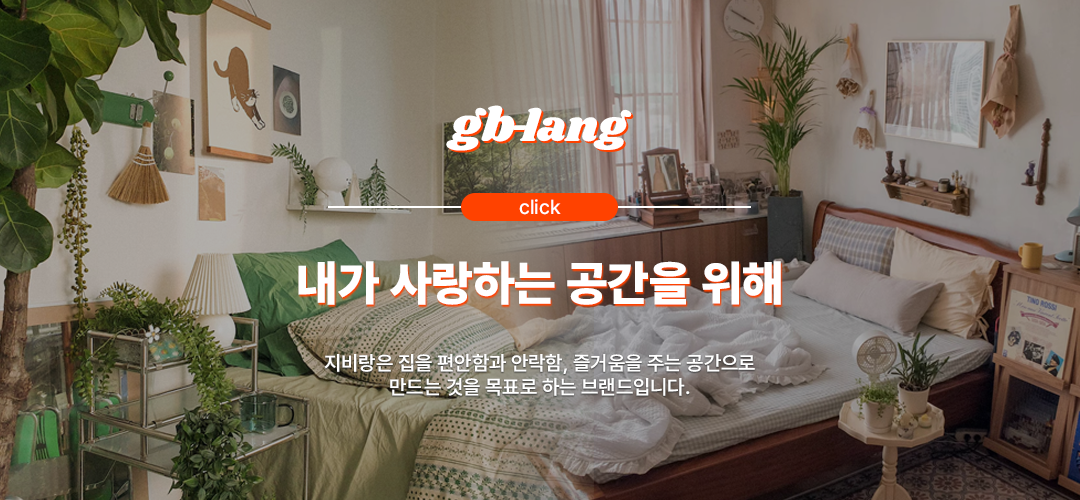 gb-lang
click
내가 사랑하는 공간을 위해
지비랑은 집을 편안함과 안락함, 즐거움을 주는 공간으로
만드는 것을 목표로 하는 브랜드입니다.
TINO ROSSI